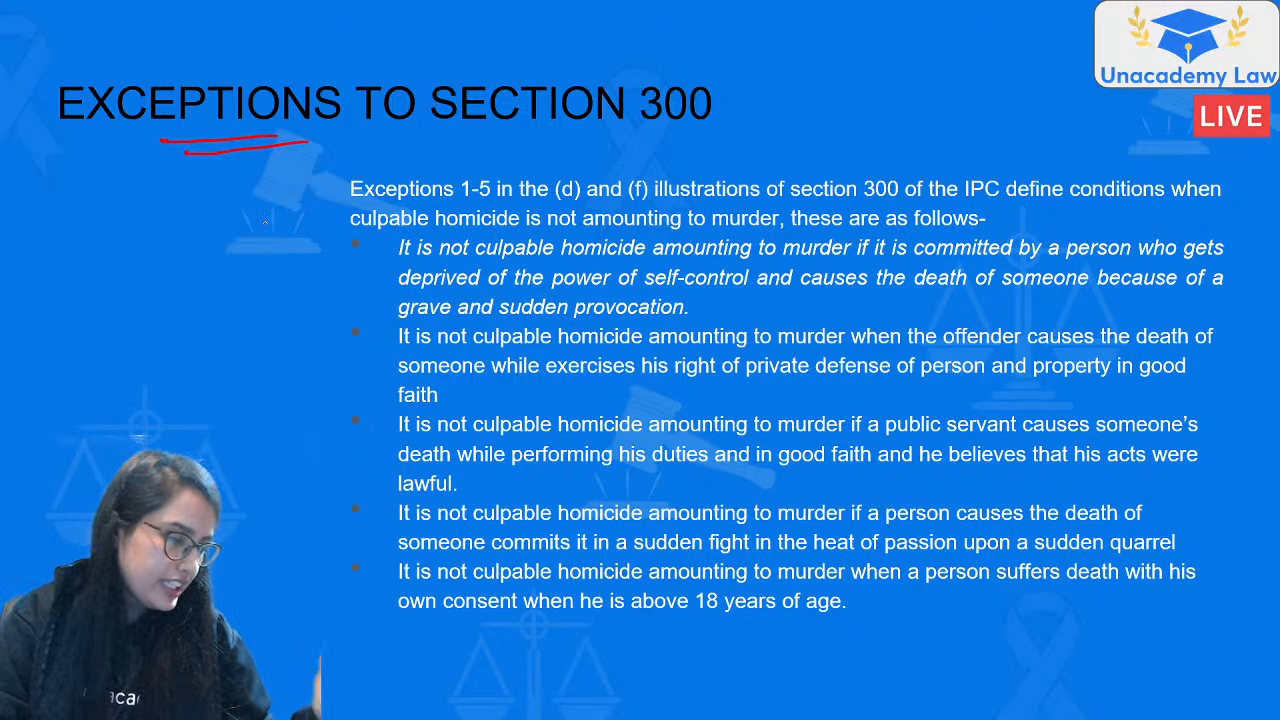 Unacademy Law
LIVE
EXCEPTIONS TO SECTION 300
Exceptions 1-5 in the (d) and (f) illustrations of section 300 of the IPC define conditions when
culpable homicide is not amounting to murder, these are as follows-
It is not culpable homicide amounting to murder if it is committed by a person who gets
deprived of the power of self-control and causes the death of someone because of a
grave and sudden provocation.
It is not culpable homicide amounting to murder when the offender causes the death of
someone while exercises his right of private defense of person and property in good
faith
It is not culpable homicide amounting to murder if a public servant causes someone’s
death while performing his duties and in good faith and he believes that his acts were
lawful.
It is not culpable homicide amounting to murder if a person causes the death of
someone commits it in a sudden fight in the heat of passion upon a sudden quarrel
It is not culpable homicide amounting to murder when a person suffers death with his
own consent when he is above 18 years of age.